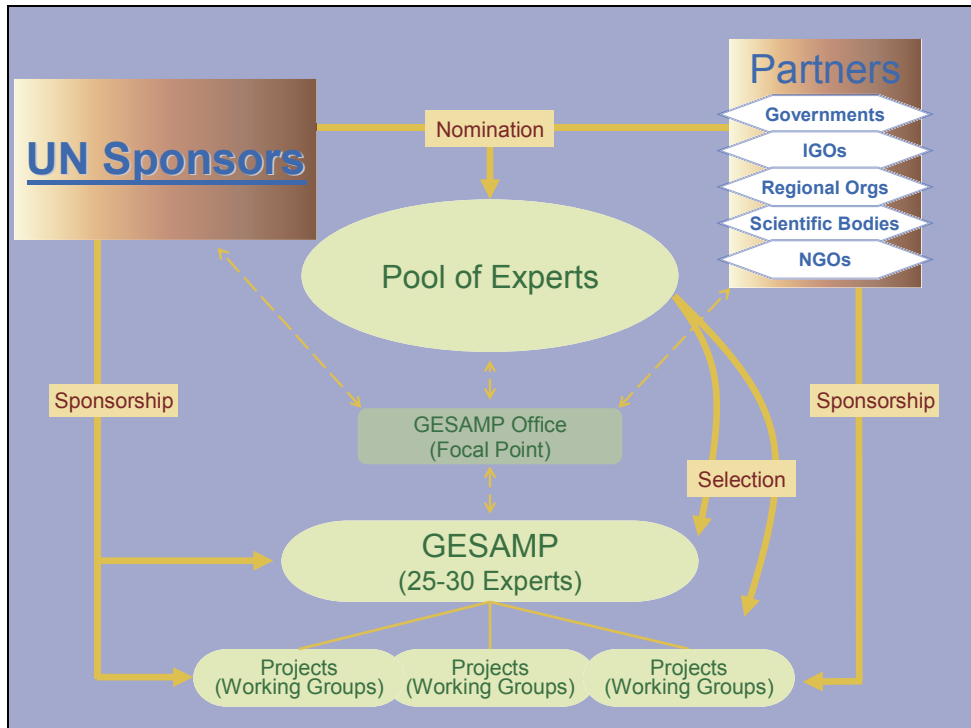 Partners
Governments
IGOs
Regional Orgs
Scientific Bodies
NGOs
UN Sponsors
Nomination
Pool of Experts
Sponsorship
GESAMP Office
(Focal Point)
Sponsorship
Selection
GESAMP
(25-30 Experts)
Projects
(Working Groups)
Projects
(Working Groups)
Projects
(Working Groups)